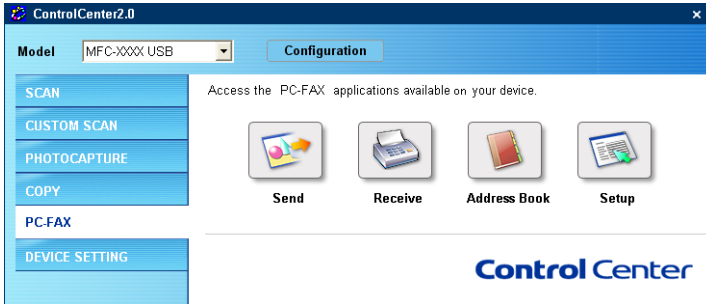 ControlCenter2.0
Model MFC-XXXX USB Configuration
SCAN
CUSTOM SCAN
PHOTOCAPTURE
COPY
PC-FAX
DEVICE SETTING
Access the PC-FAX applications available on your device.
Send Receive Address Book Setup
Control Center